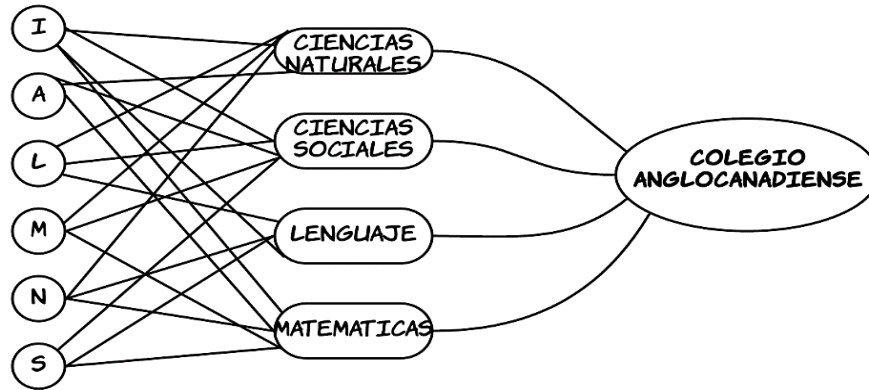 I
A
L
M
N
S
CIENCIAS
NATURALES
CIENCIAS
SOCIALES
LENGUAJE
MATEMATICAS
COLEGIO
ANGLOCANADIENSE